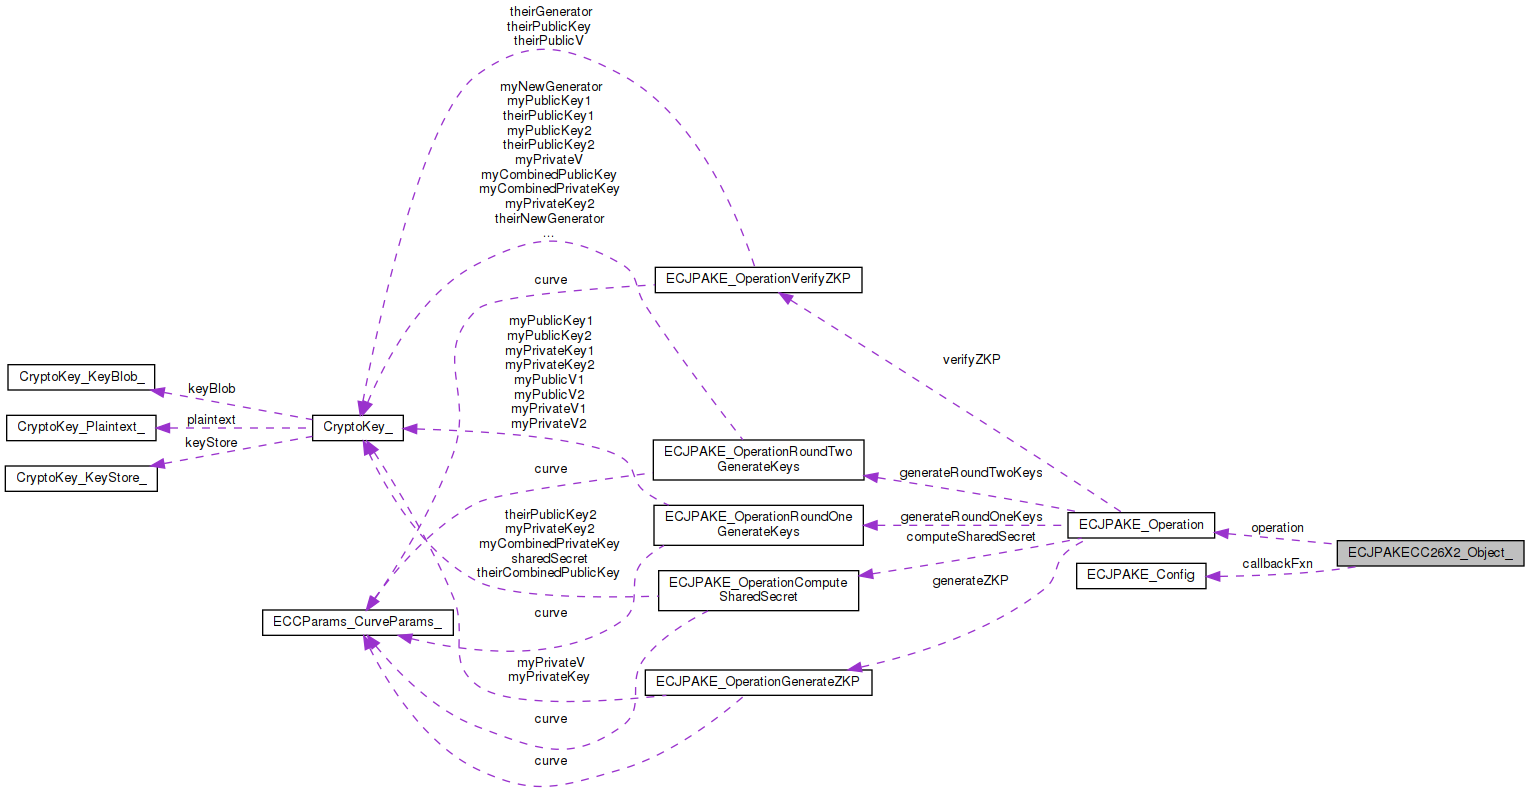 theirGenerator
theirPublicKey
theirPublicV
myNewGenerator
myPublicKey1
theirPublicKey1
myPublicKey2
theirPublicKey2
myPrivateV
myCombinedPublicKey
myCombinedPrivateKey
myPrivateKey2
theirNewGenerator
...
ECJPAKE_OperationVerifyZKP
curve
myPublicKey1
myPublicKey2
myPrivateKey1
myPrivateKey2
myPublicV1
myPublicV2
myPrivateV1
myPrivateV2
verifyZKP
CryptoKey_KeyBlob_
keyBlob
CryptoKey_Plaintext_
plaintext
CryptoKey_
keyStore
CryptoKey_KeyStore_
ECJPAKE_OperationRoundTwo
GenerateKeys
curve
generateRoundTwoKeys
ECJPAKE_OperationRoundOne
GenerateKeys
generateRoundOneKeys
computeSharedSecret
ECJPAKE_Operation
operation
ECJPAKECC26X2_Object_
callbackFxn
ECJPAKE_Config
theirPublicKey2
myPrivateKey2
myCombinedPrivateKey
sharedSecret
theirCombinedPublicKey
ECJPAKE_OperationCompute
SharedSecret
generateZKP
curve
ECCParams_CurveParams_
myPrivateV
myPrivateKey
ECJPAKE_OperationGenerateZKP
curve
curve